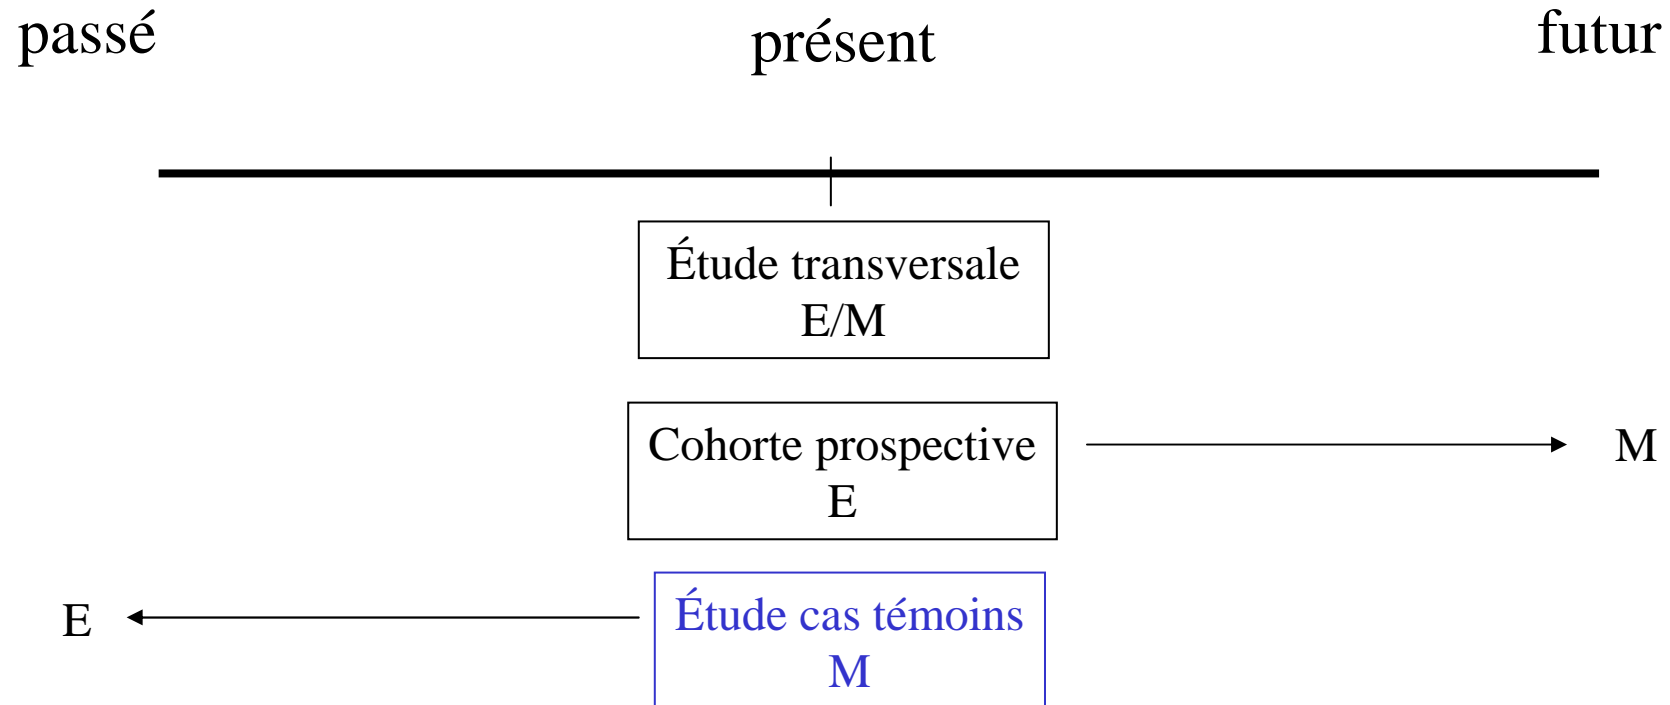 passé présent futur
Étude transversale
E/M
Cohorte prospective
E
M
E
Étude cas témoins
M